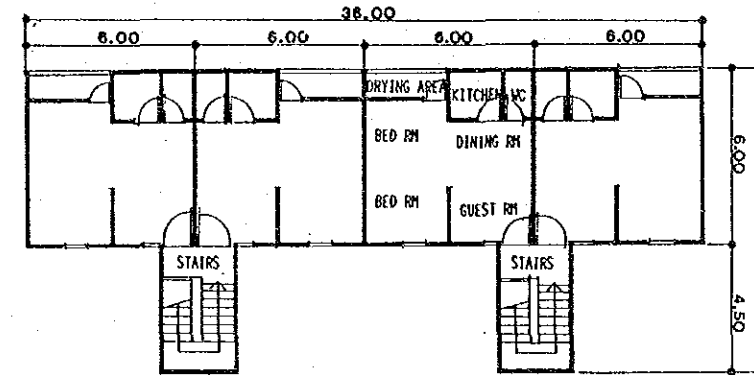 36.00
6.00 6.00 6.00 6.00
DRYING AREA KITCHEN WC
BED RM DINING RM
6.00
BED RM GUEST RM
STAIRS STAIRS
4.50